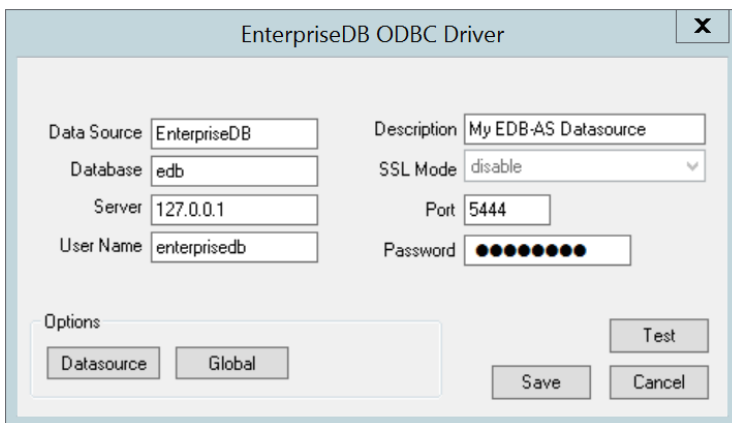 EnterpriseDB ODBC Driver
X
Data Source EnterpriseDB
Description My EDB-AS Datasource
Database edb
SSL Mode disable
Server 127.0.0.1
Port 5444
User Name enterprisedb
Password ●●●●●●●●
Options
Datasource Global
Test
Save Cancel